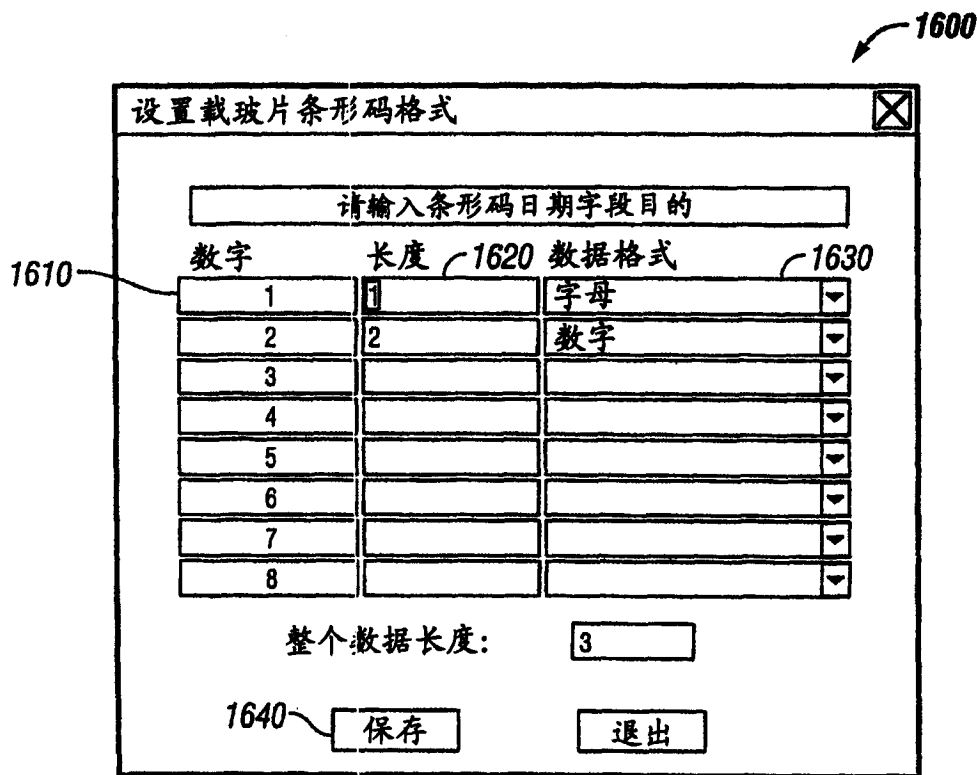 1600
设置载玻片条形码格式
请输入条形码日期字段目的
数字 长度 1620 数据格式 1630
1610 1 1 字母
2 2 数字
3
4
5
6
7
8
整个数据长度: 3
1640 保存 退出